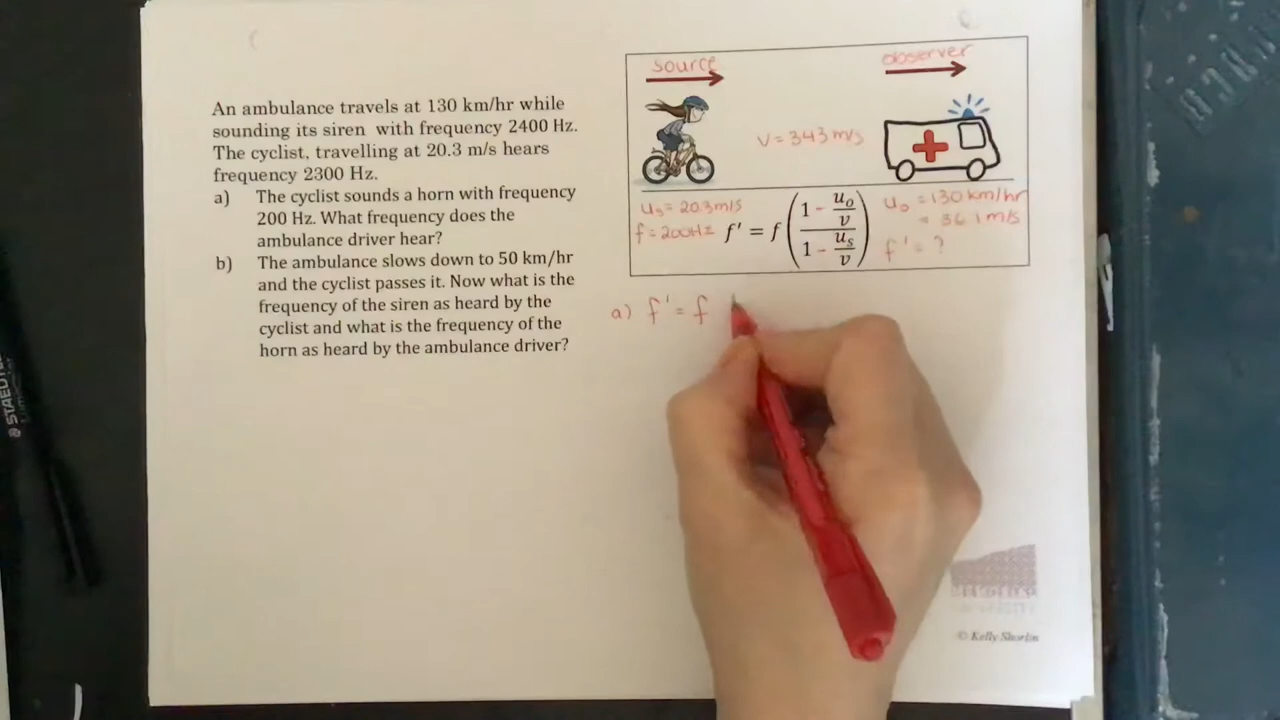 An ambulance travels at 130 km/hr while
sounding its siren with frequency 2400 Hz.
The cyclist, travelling at 20.3 m/s hears
frequency 2300 Hz.
a) The cyclist sounds a horn with frequency
200 Hz. What frequency does the
ambulance driver hear?
b) The ambulance slows down to 50 km/hr
and the cyclist passes it. Now what is the
frequency of the siren as heard by the
cyclist and what is the frequency of the
horn as heard by the ambulance driver?
source
observer
v = 343 m/s
us = 20.3 m/s
f = 200 Hz
f' = f ( (1 - uo/v) / (1 - us/v) )
uo = 130 km/hr
= 36.1 m/s
f' = ?
a) f' = f
© Kelly Shorlin
STAEDTLER